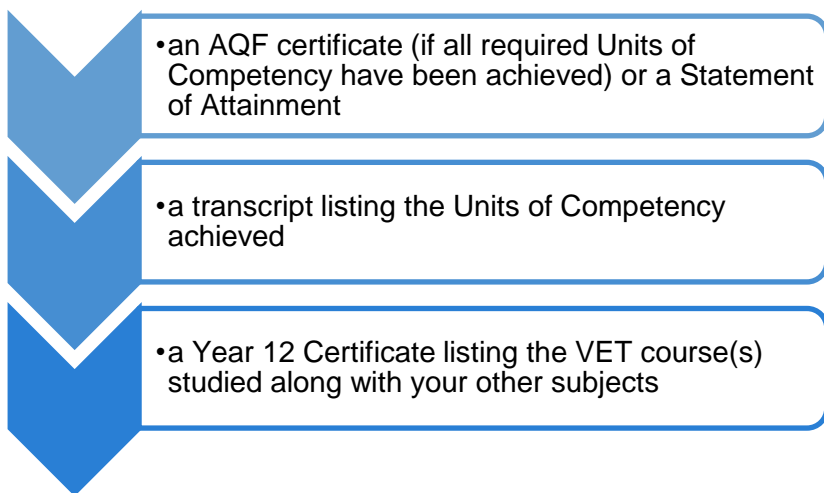 •an AQF certificate (if all required Units of
Competency have been achieved) or a Statement
of Attainment
•a transcript listing the Units of Competency
achieved
•a Year 12 Certificate listing the VET course(s)
studied along with your other subjects